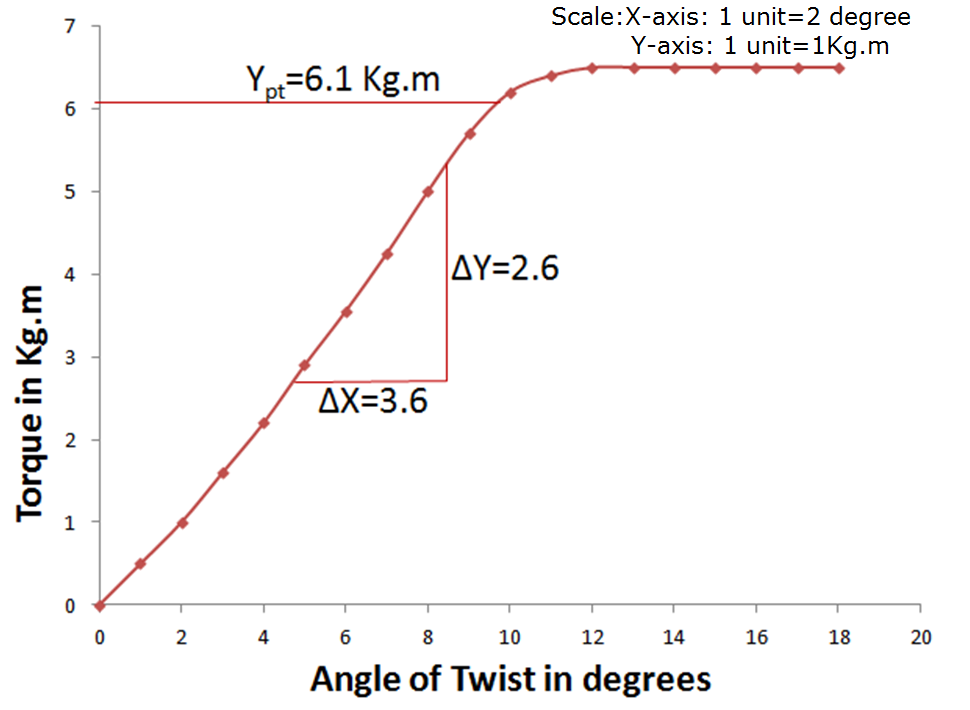 Scale:X-axis: 1 unit=2 degree
Y-axis: 1 unit=1Kg.m
7
6
5
4
3
2
1
0
Ypt=6.1 Kg.m
ΔY=2.6
ΔX=3.6
Torque in Kg.m
0 2 4 6 8 10 12 14 16 18 20
Angle of Twist in degrees